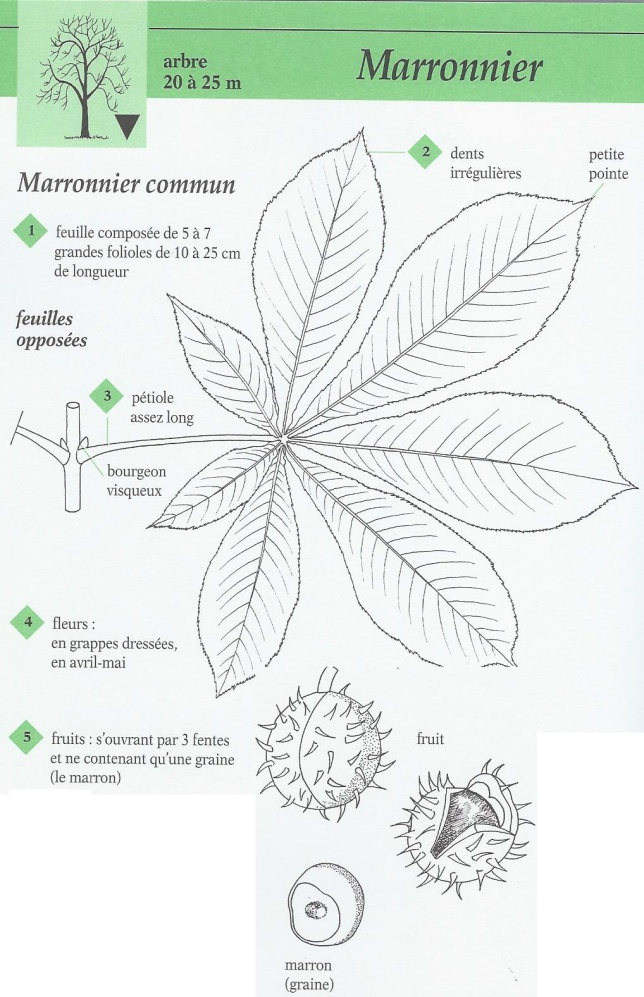 arbre
20 à 25 m
Marronnier
Marronnier commun
1 feuille composée de 5 à 7
grandes folioles de 10 à 25 cm
de longueur
2 dents
irrégulières
petite
pointe
feuilles
opposées
3 pétiole
assez long
bourgeon
visqueux
4 fleurs :
en grappes dressées,
en avril-mai
5 fruits : s'ouvrant par 3 fentes
et ne contenant qu'une graine
(le marron)
fruit
marron
(graine)